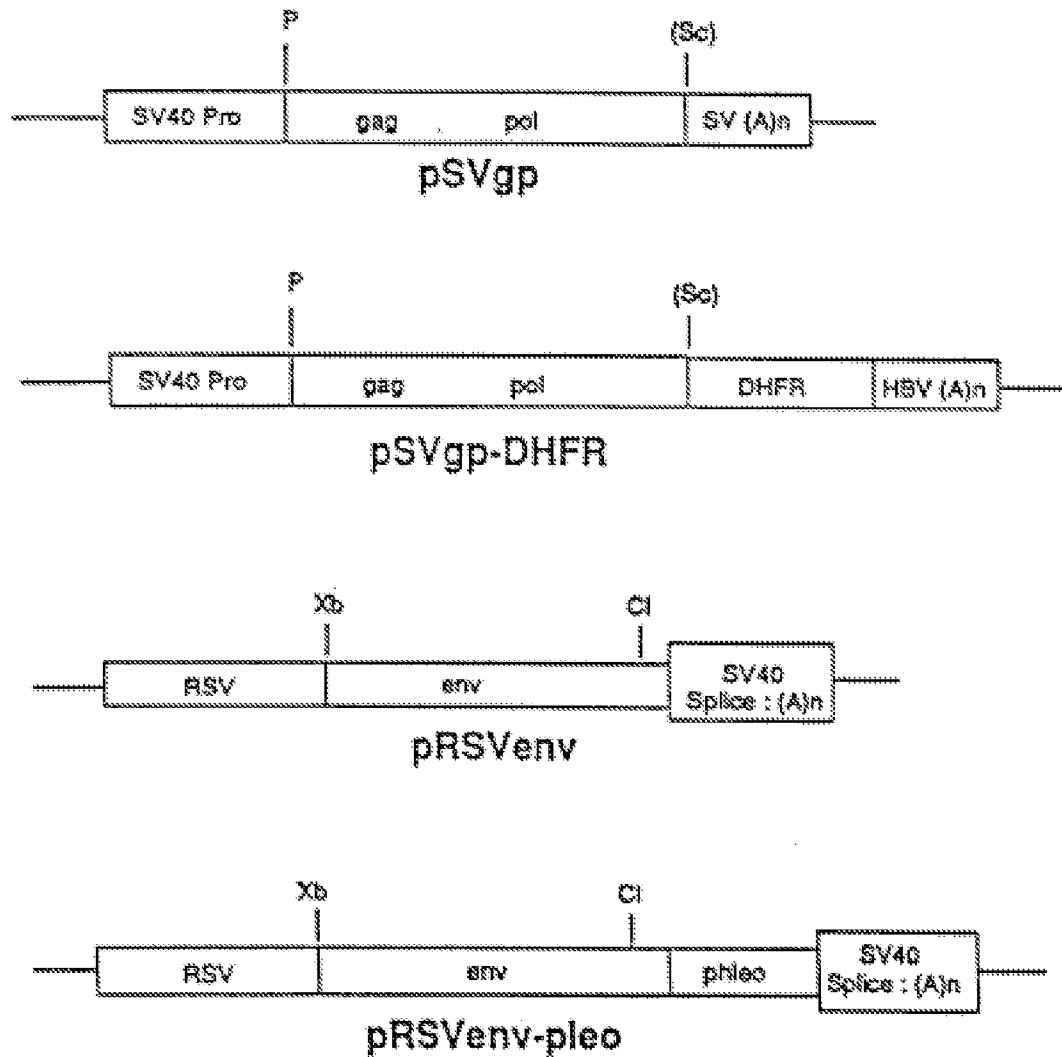 P (Sc)
SV40 Pro gag pol SV (A)n
pSVgp
P (Sc)
SV40 Pro gag pol DHFR HSV (A)n
pSVgp-DHFR
Xb Cl
RSV env SV40
Splice : (A)n
pRSVenv
Xb Cl
RSV env phleo SV40
Splice : (A)n
pRSVenv-pleo